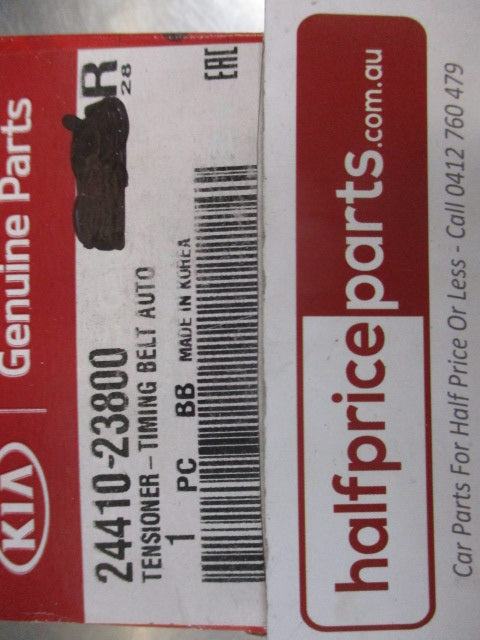 KIA Genuine Parts
24410-23800
R
28
TENSIONER-TIMING BELT AUTO
1 PC BB MADE IN KOREA
EAC
halfpriceparts.com.au
Car Parts For Half Price Or Less - Call 0412 760 479